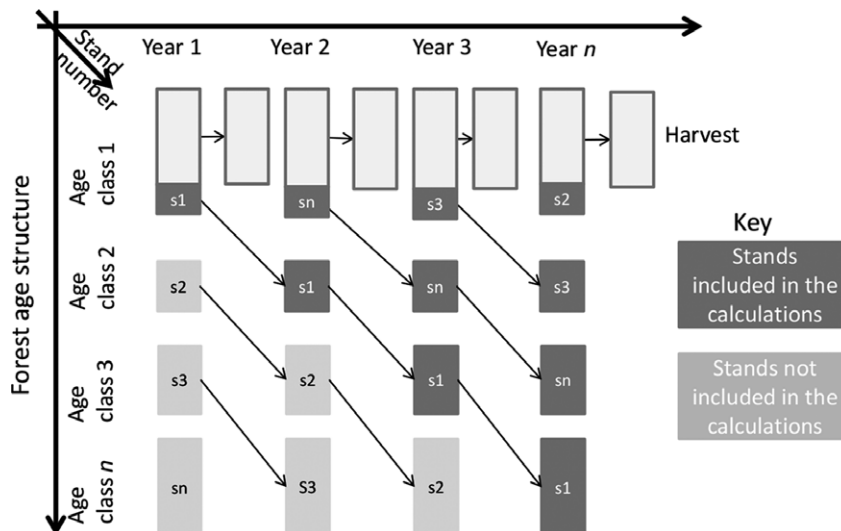 Stand
number
Year 1
Year 2
Year 3
Year n
Harvest
Forest age structure
Age
class 1
s1
sn
s3
s2
Age
class 2
s2
s1
sn
s3
Age
class 3
s3
s2
s1
sn
Age
class n
sn
S3
s2
s1
Key
Stands
included in the
calculations
Stands not
included in the
calculations